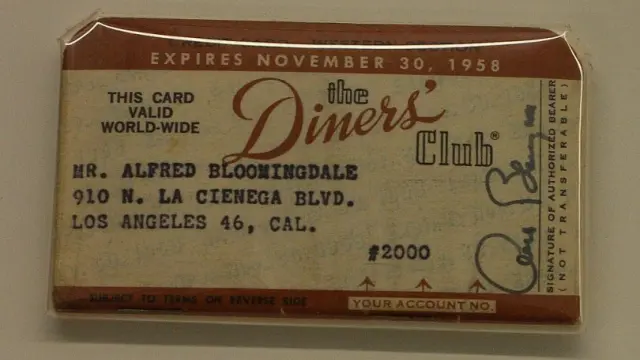 EXPIRES NOVEMBER 30, 1958
THIS CARD
VALID
WORLD-WIDE
the
Diners'
Club®
MR. ALFRED BLOOMINGDALE
910 N. LA CIENEGA BLVD.
LOS ANGELES 46, CAL.
#2000
SUBJECT TO TERMS ON REVERSE SIDE
YOUR ACCOUNT NO.
SIGNATURE OF AUTHORIZED BEARER
(NOT TRANSFERABLE)